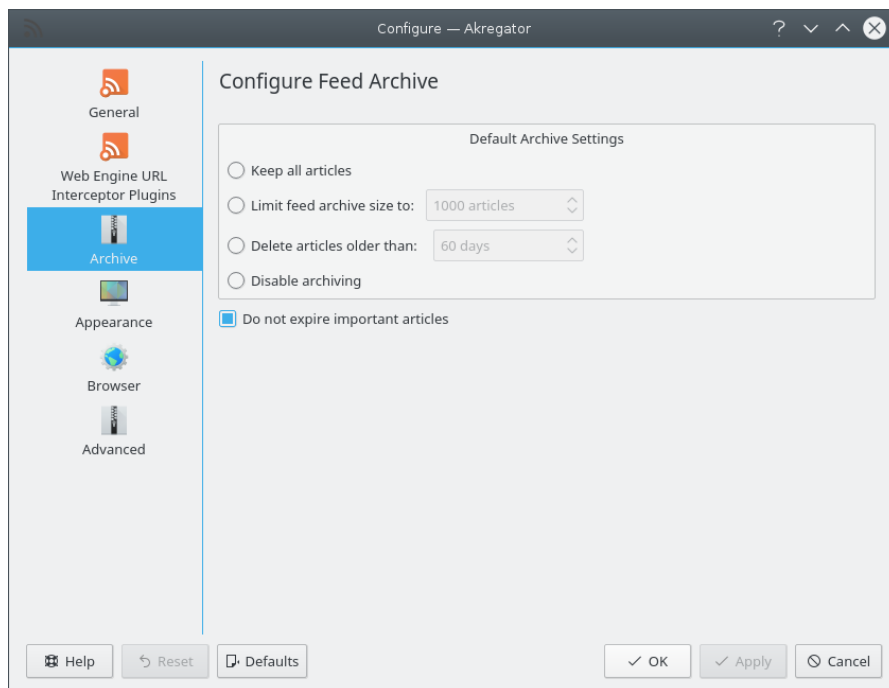 Configure — Akregator
General
Web Engine URL
Interceptor Plugins
Archive
Appearance
Browser
Advanced
Configure Feed Archive
Default Archive Settings
Keep all articles
Limit feed archive size to: 1000 articles
Delete articles older than: 60 days
Disable archiving
Do not expire important articles
Help Reset Defaults OK Apply Cancel